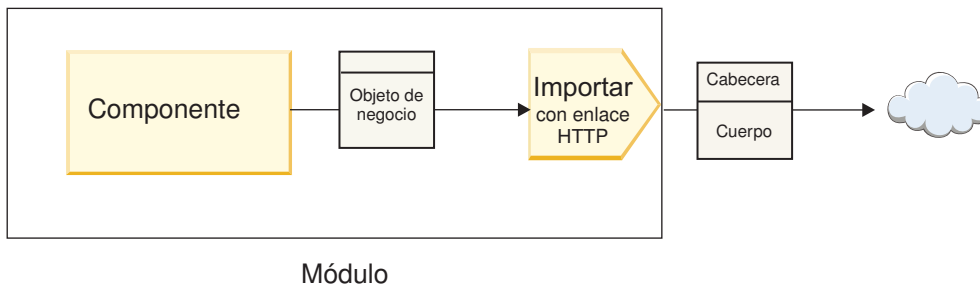 Componente
Objeto de
negocio
Importar
con enlace
HTTP
Cabecera
Cuerpo
Módulo